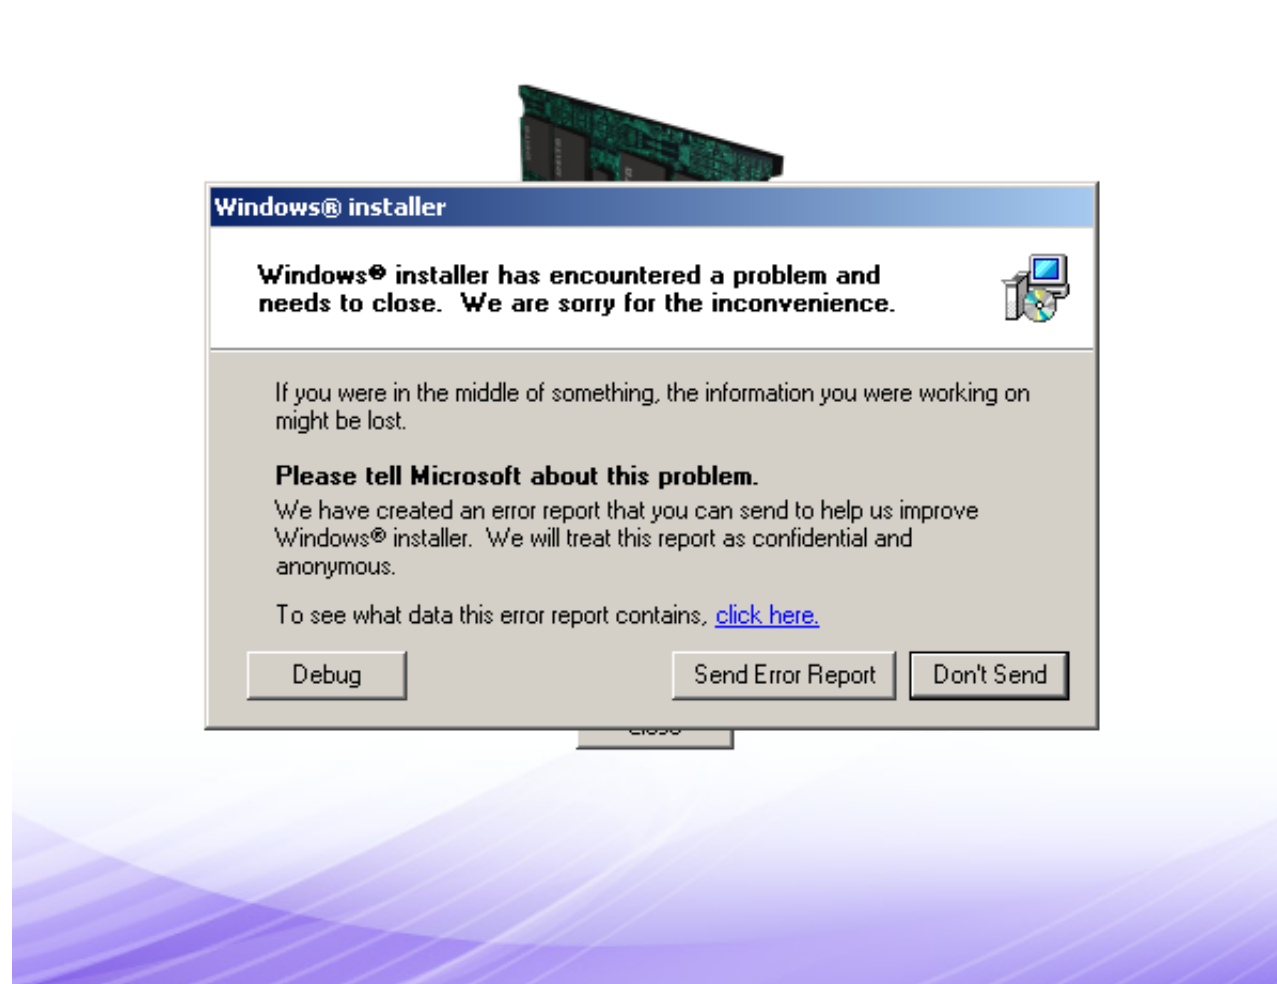 Windows® installer
Windows® installer has encountered a problem and
needs to close.  We are sorry for the inconvenience.
If you were in the middle of something, the information you were working on
might be lost.
Please tell Microsoft about this problem.
We have created an error report that you can send to help us improve
Windows® installer.  We will treat this report as confidential and
anonymous.
To see what data this error report contains, click here.
Debug
Send Error Report
Don't Send
Close